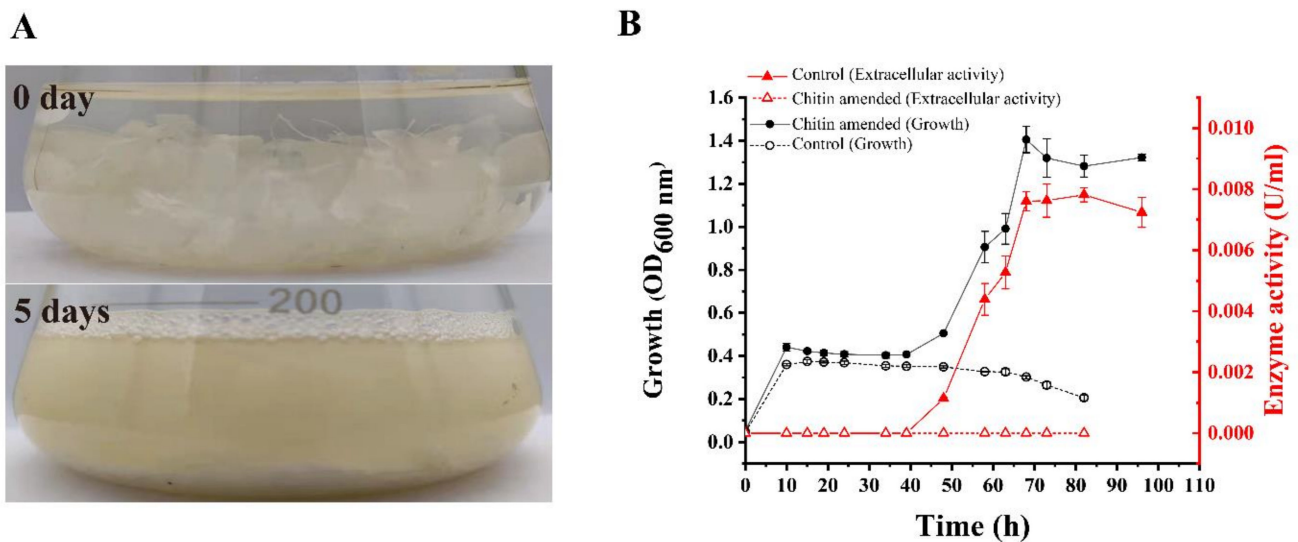 A
0 day
5 days
200
B
Control (Extracellular activity)
Chitin amended (Extracellular activity)
Chitin amended (Growth)
Control (Growth)
Growth (OD600 nm)
1.6
1.4
1.2
1.0
0.8
0.6
0.4
0.2
0.0
0.010
0.008
0.006
0.004
0.002
0.000
Enzyme activity (U/ml)
0 10 20 30 40 50 60 70 80 90 100 110
Time (h)